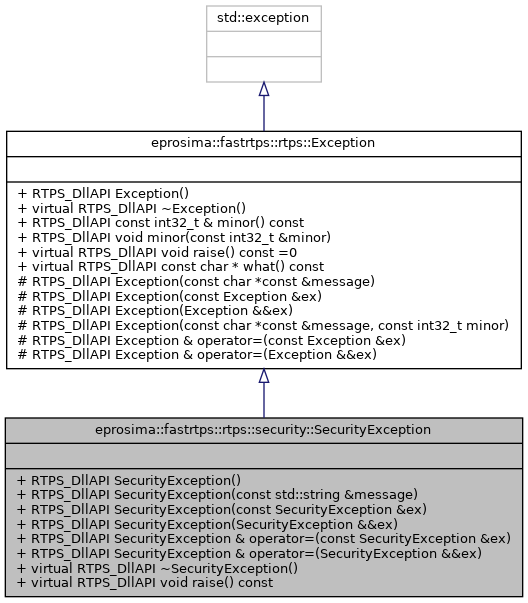 std::exception
eprosima::fastrtps::rtps::Exception
+ RTPS_DllAPI Exception()
+ virtual RTPS_DllAPI ~Exception()
+ RTPS_DllAPI const int32_t & minor() const
+ RTPS_DllAPI void minor(const int32_t &minor)
+ virtual RTPS_DllAPI void raise() const =0
+ virtual RTPS_DllAPI const char * what() const
# RTPS_DllAPI Exception(const char *const &message)
# RTPS_DllAPI Exception(const Exception &ex)
# RTPS_DllAPI Exception(Exception &&ex)
# RTPS_DllAPI Exception(const char *const &message, const int32_t minor)
# RTPS_DllAPI Exception & operator=(const Exception &ex)
# RTPS_DllAPI Exception & operator=(Exception &&ex)
eprosima::fastrtps::rtps::security::SecurityException
+ RTPS_DllAPI SecurityException()
+ RTPS_DllAPI SecurityException(const std::string &message)
+ RTPS_DllAPI SecurityException(const SecurityException &ex)
+ RTPS_DllAPI SecurityException(SecurityException &&ex)
+ RTPS_DllAPI SecurityException & operator=(const SecurityException &ex)
+ RTPS_DllAPI SecurityException & operator=(SecurityException &&ex)
+ virtual RTPS_DllAPI ~SecurityException()
+ virtual RTPS_DllAPI void raise() const